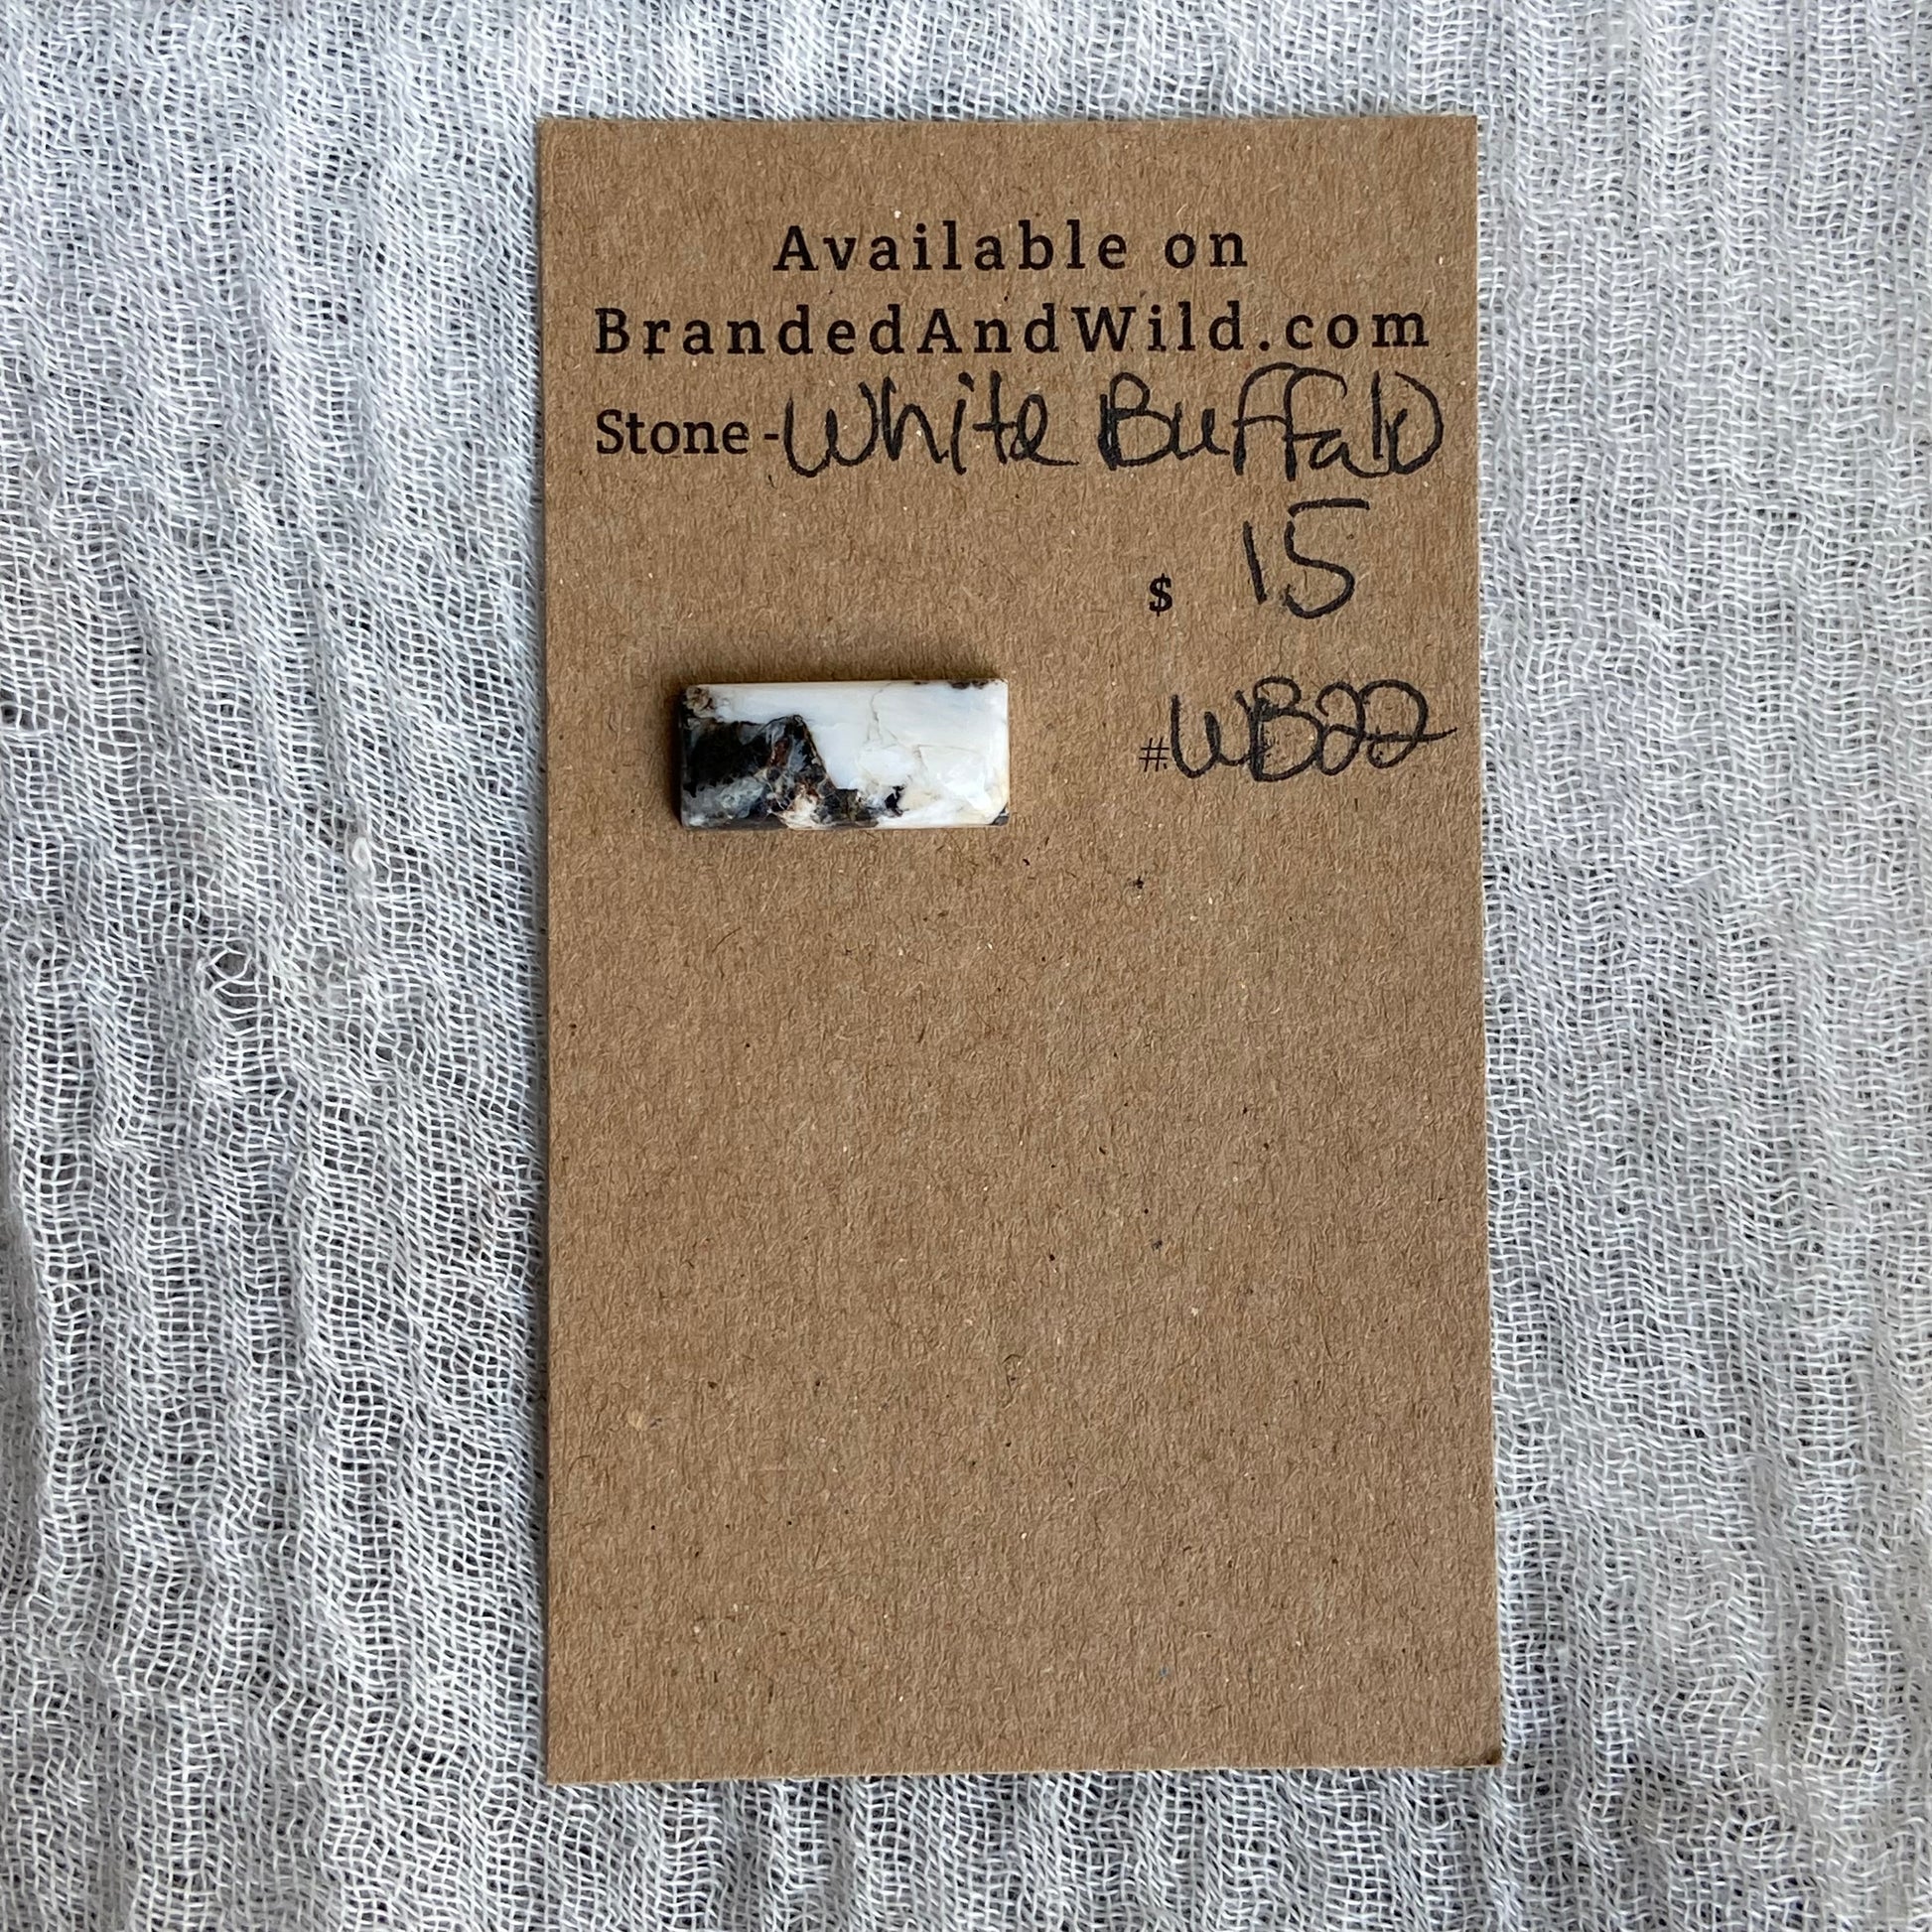 Available on
BrandedAndWild.com
Stone - White Buffalo
$ 15
# WB22